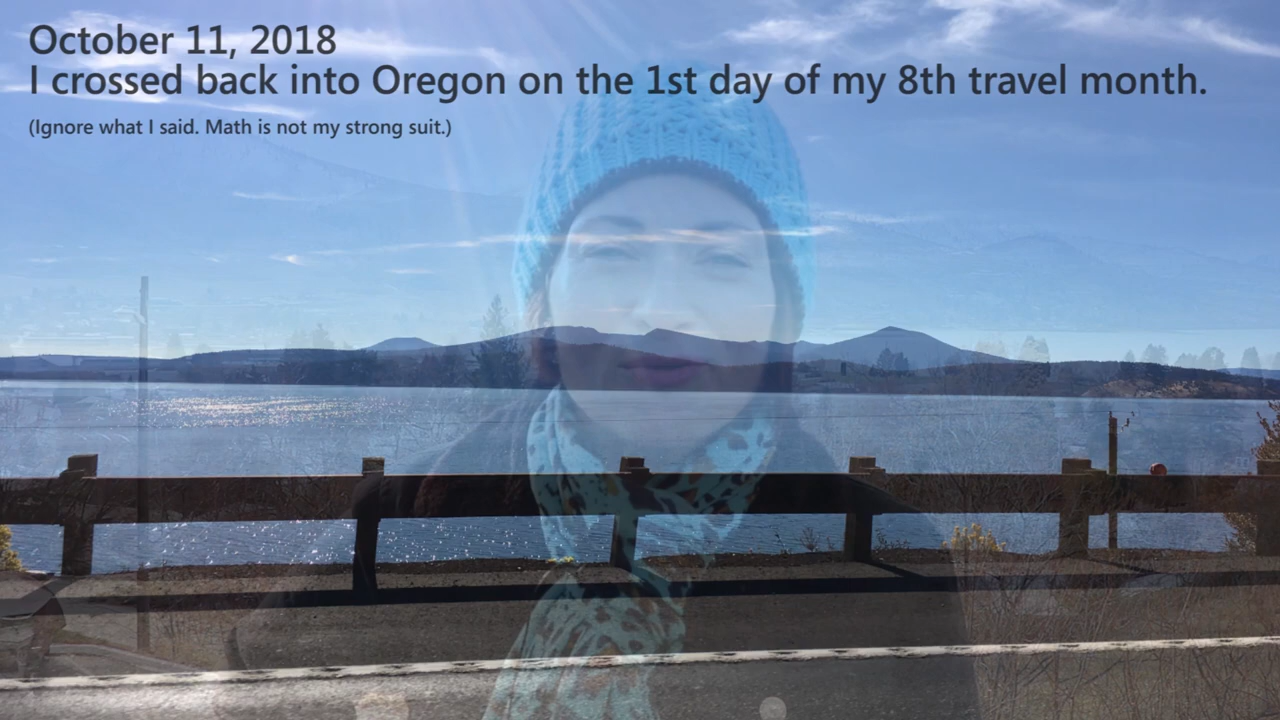 October 11, 2018
I crossed back into Oregon on the 1st day of my 8th travel month.
(Ignore what I said. Math is not my strong suit.)